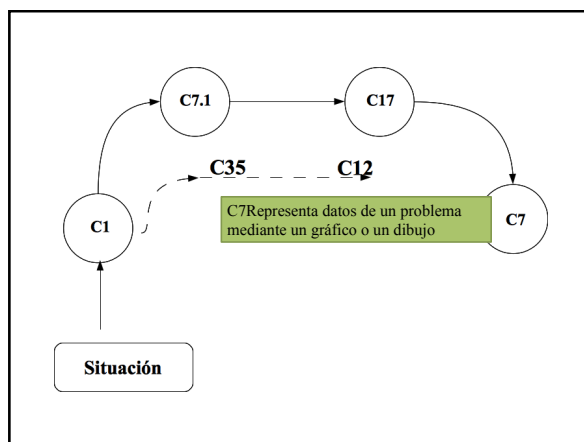 C7.1
C17
C35
C12
C1
C7Representa datos de un problema
mediante un gráfico o un dibujo
C7
Situación